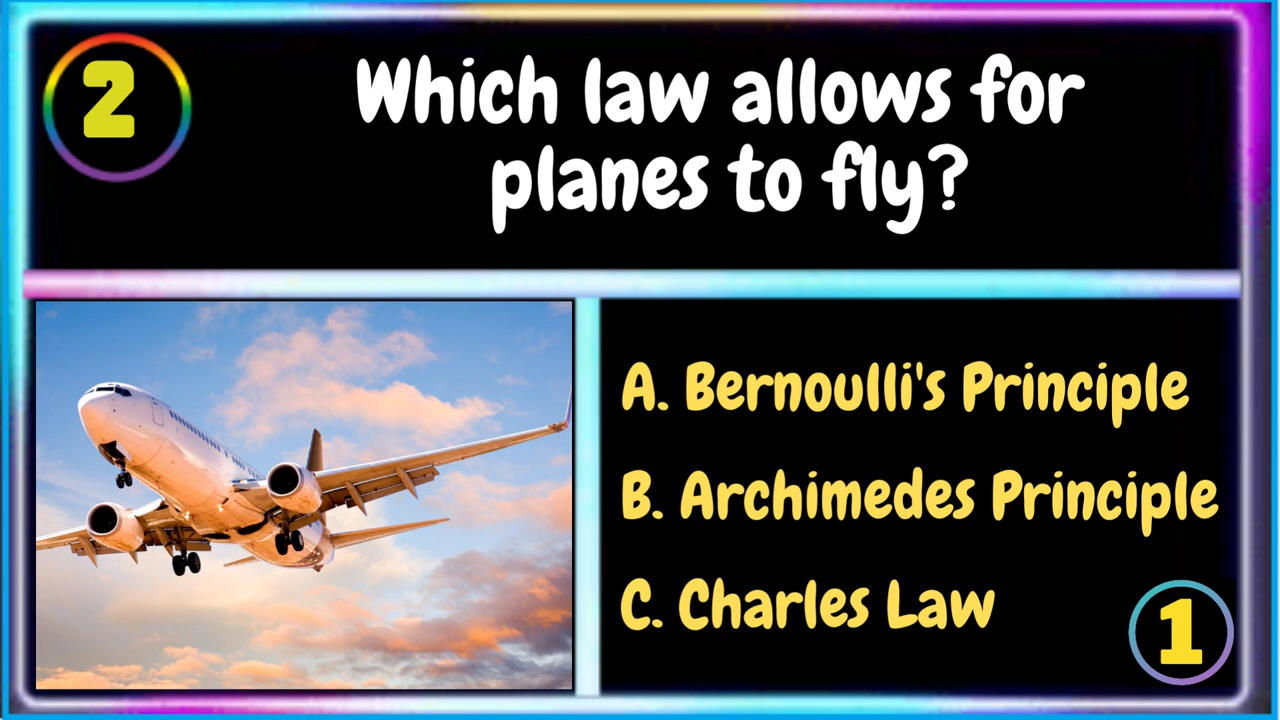 2
Which law allows for
planes to fly?
A. Bernoulli's Principle
B. Archimedes Principle
C. Charles Law
1